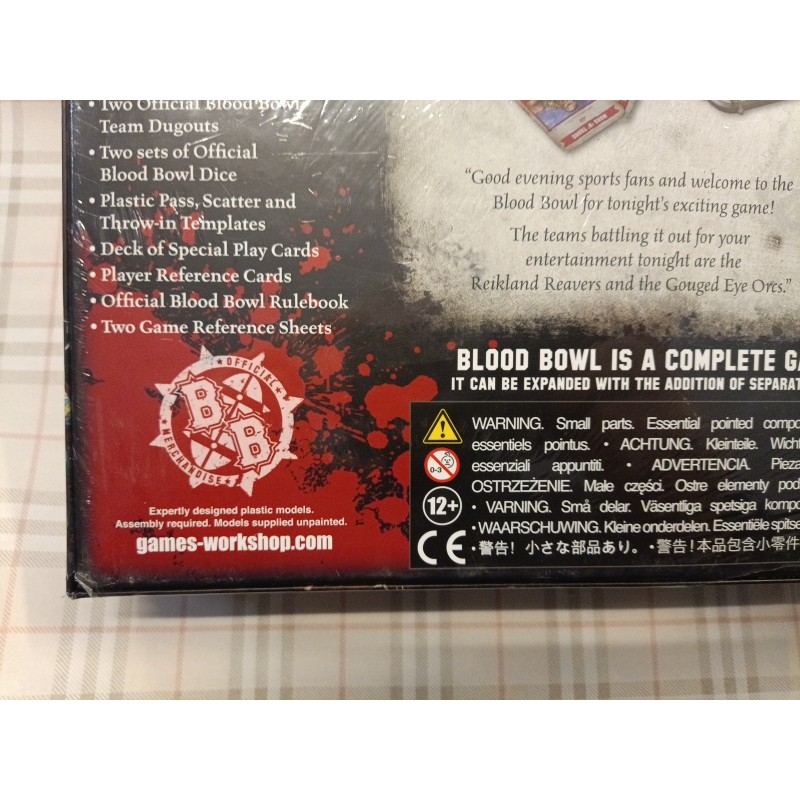 • Two Official Blood Bowl
Team Dugouts
• Two sets of Official
Blood Bowl Dice
• Plastic Pass, Scatter and
Throw-in Templates
• Deck of Special Play Cards
• Player Reference Cards
• Official Blood Bowl Rulebook
• Two Game Reference Sheets
OFFICIAL
BB
MERCHANDISE
Expertly designed plastic models.
Assembly required. Models supplied unpainted.
games-workshop.com
“Good evening sports fans and welcome to the
Blood Bowl for tonight's exciting game!
The teams battling it out for your
entertainment tonight are the
Reikland Reavers and the Gouged Eye Orcs.”
BLOOD BOWL IS A COMPLETE GA
IT CAN BE EXPANDED WITH THE ADDITION OF SEPARAT
WARNING. Small parts. Essential pointed compo
essentiels pointus. • ACHTUNG. Kleinteile. Wicht
0-3
essenziali appuntiti. • ADVERTENCIA. Pieza
OSTRZEŻENIE. Małe części. Ostre elementy pod
12+
• VARNING. Små delar. Väsentliga spetsiga kompo
• WAARSCHUWING. Kleine onderdelen. Essentiële spitse
CE
• 警告! 小さな部品あり。 • 警告!本品包含小零件